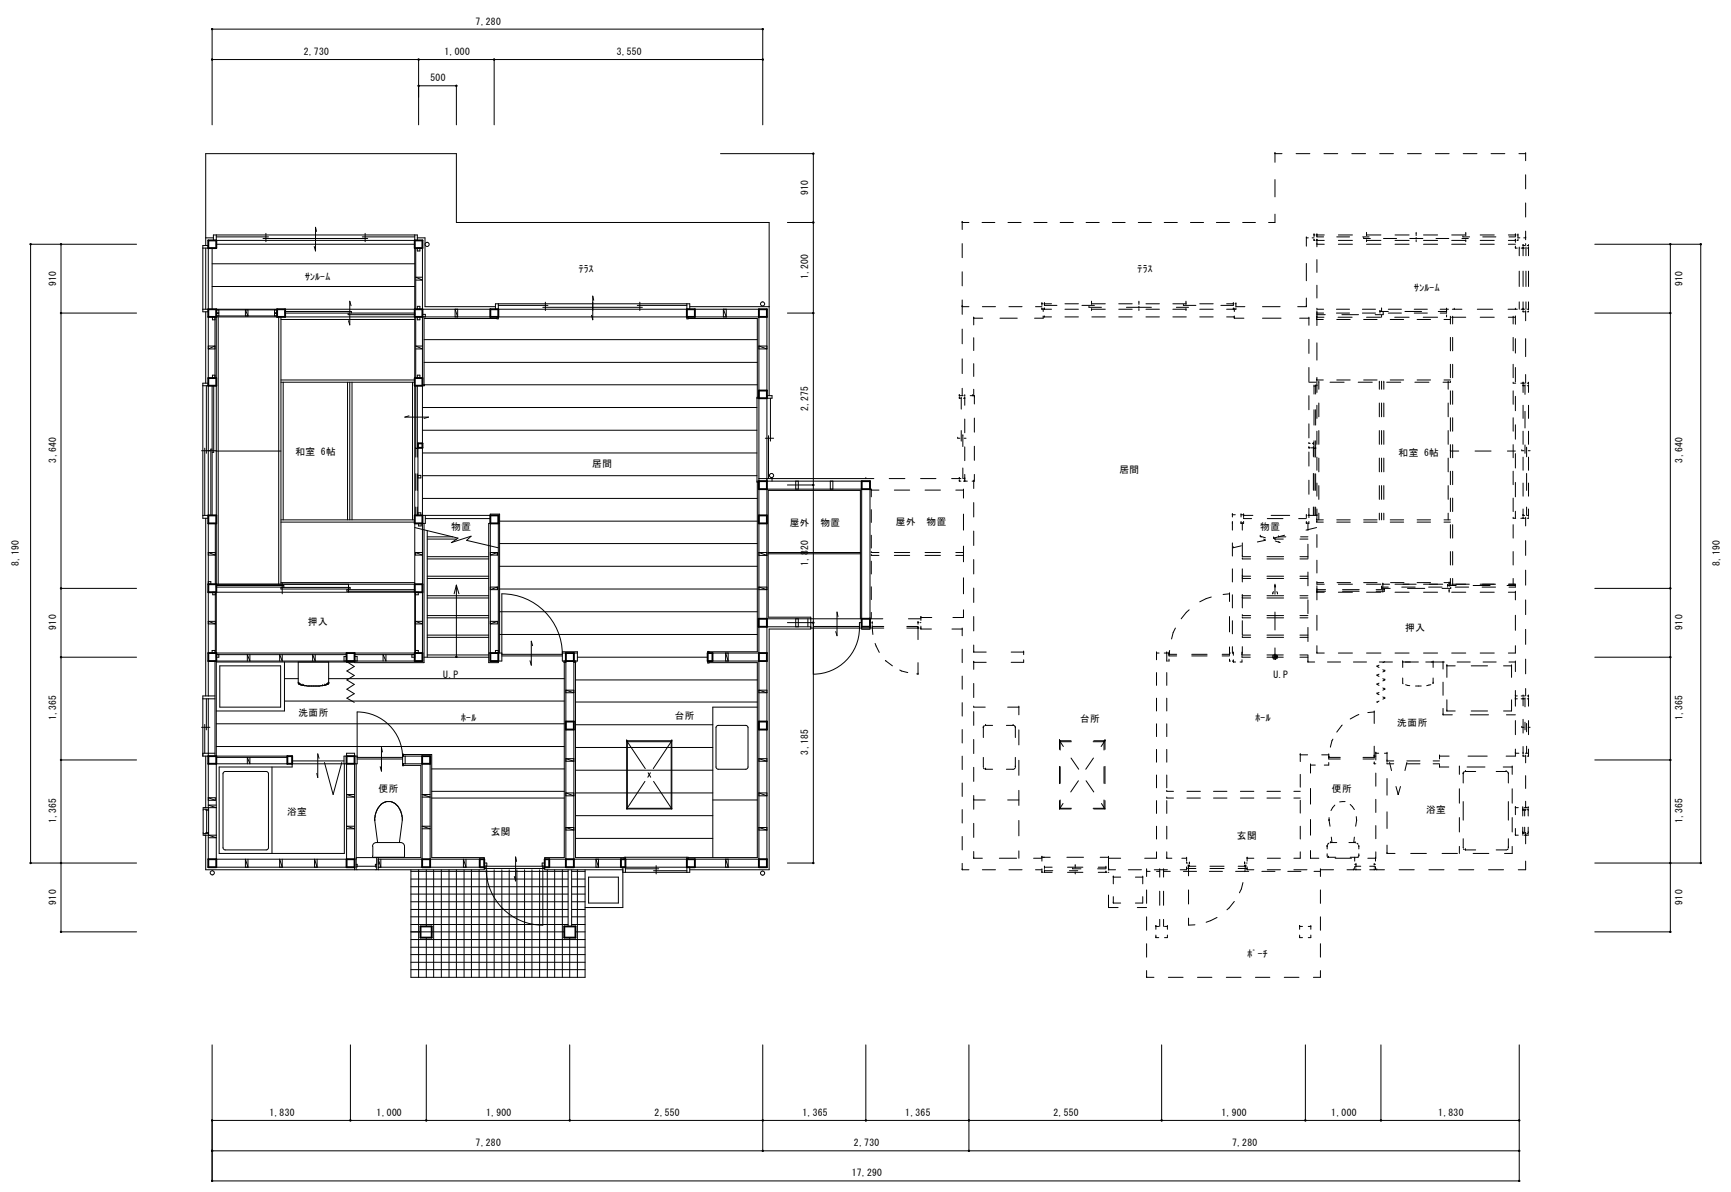 7,280
2,730 1,000 3,550
500
910
サンルーム テラス 1,200 テラス サンルーム
910 910
2,275
3,640 和室 6帖 居間 居間 和室 6帖 3,640
物置 屋外 物置 屋外 物置 物置
8,190 1,820 8,190
910 押入 押入 910
U.P U.P
1,365 洗面所 ホール 台所 台所 ホール 洗面所 1,365
3,185
便所 便所
1,365 浴室 玄関 玄関 浴室 1,365
910 910
ポーチ
1,830 1,000 1,900 2,550 1,365 1,365 2,550 1,900 1,000 1,830
7,280 2,730 7,280
17,290